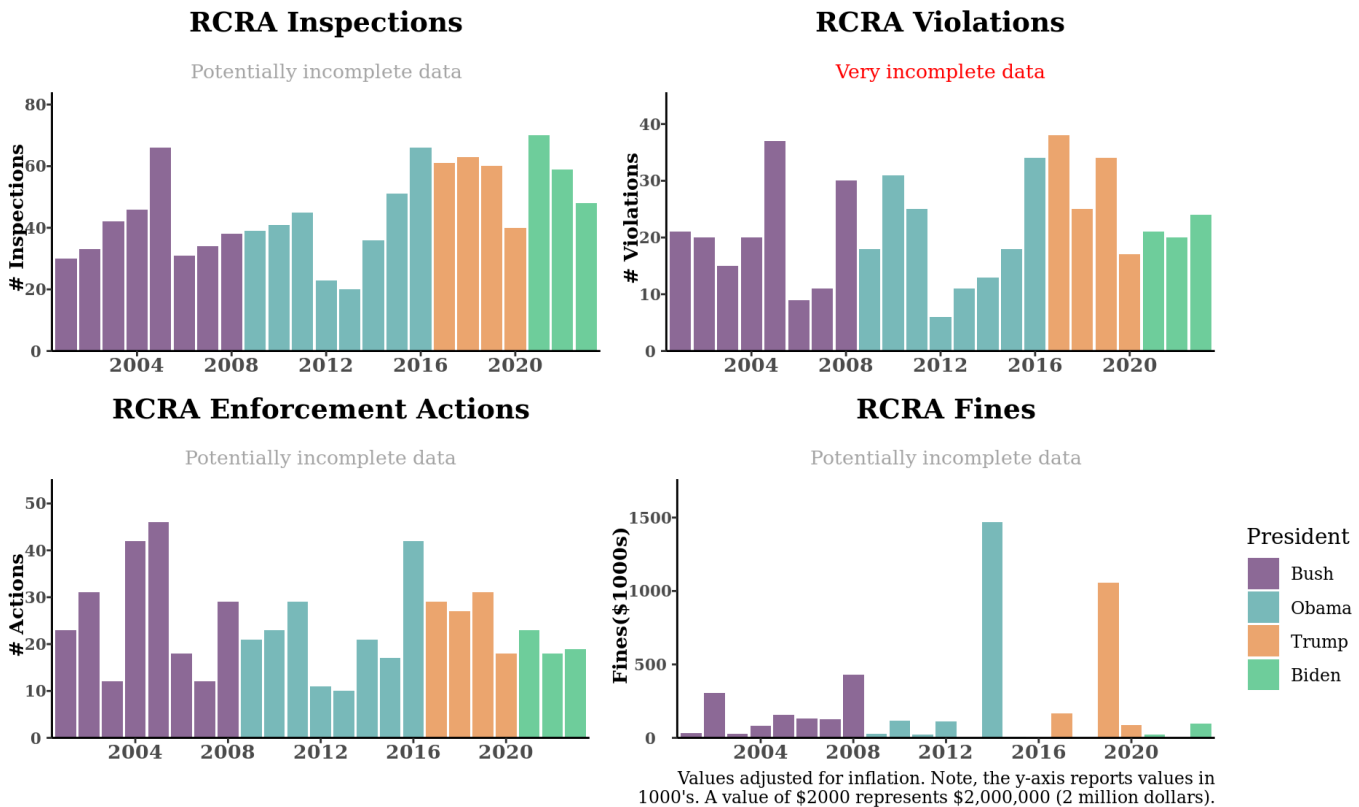 RCRA Inspections
Potentially incomplete data
# Inspections
80
60
40
20
0
2004 2008 2012 2016 2020
RCRA Violations
Very incomplete data
# Violations
40
30
20
10
0
2004 2008 2012 2016 2020
RCRA Enforcement Actions
Potentially incomplete data
# Actions
50
40
30
20
10
0
2004 2008 2012 2016 2020
RCRA Fines
Potentially incomplete data
Fines($1000s)
1500
1000
500
0
2004 2008 2012 2016 2020
President
Bush
Obama
Trump
Biden
Values adjusted for inflation. Note, the y-axis reports values in
1000's. A value of $2000 represents $2,000,000 (2 million dollars).